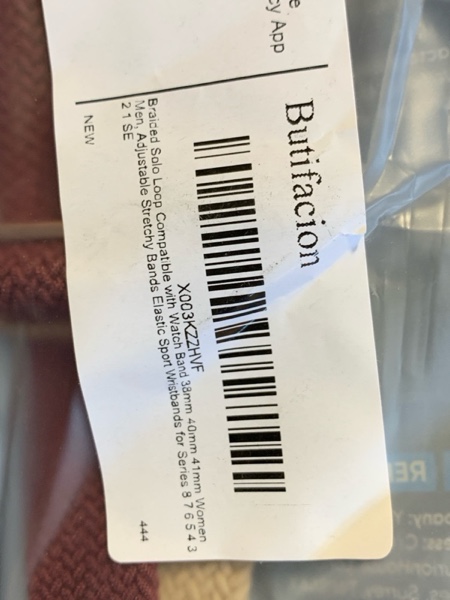 cy App
Butifacion
X003KZZHVF
Braided Solo Loop Compatible with Watch Band 38mm 40mm 41mm Women
Men, Adjustable Stretchy Bands Elastic Sport Wristbands for Series 8 7 6 5 4 3
2 1 SE
NEW
444